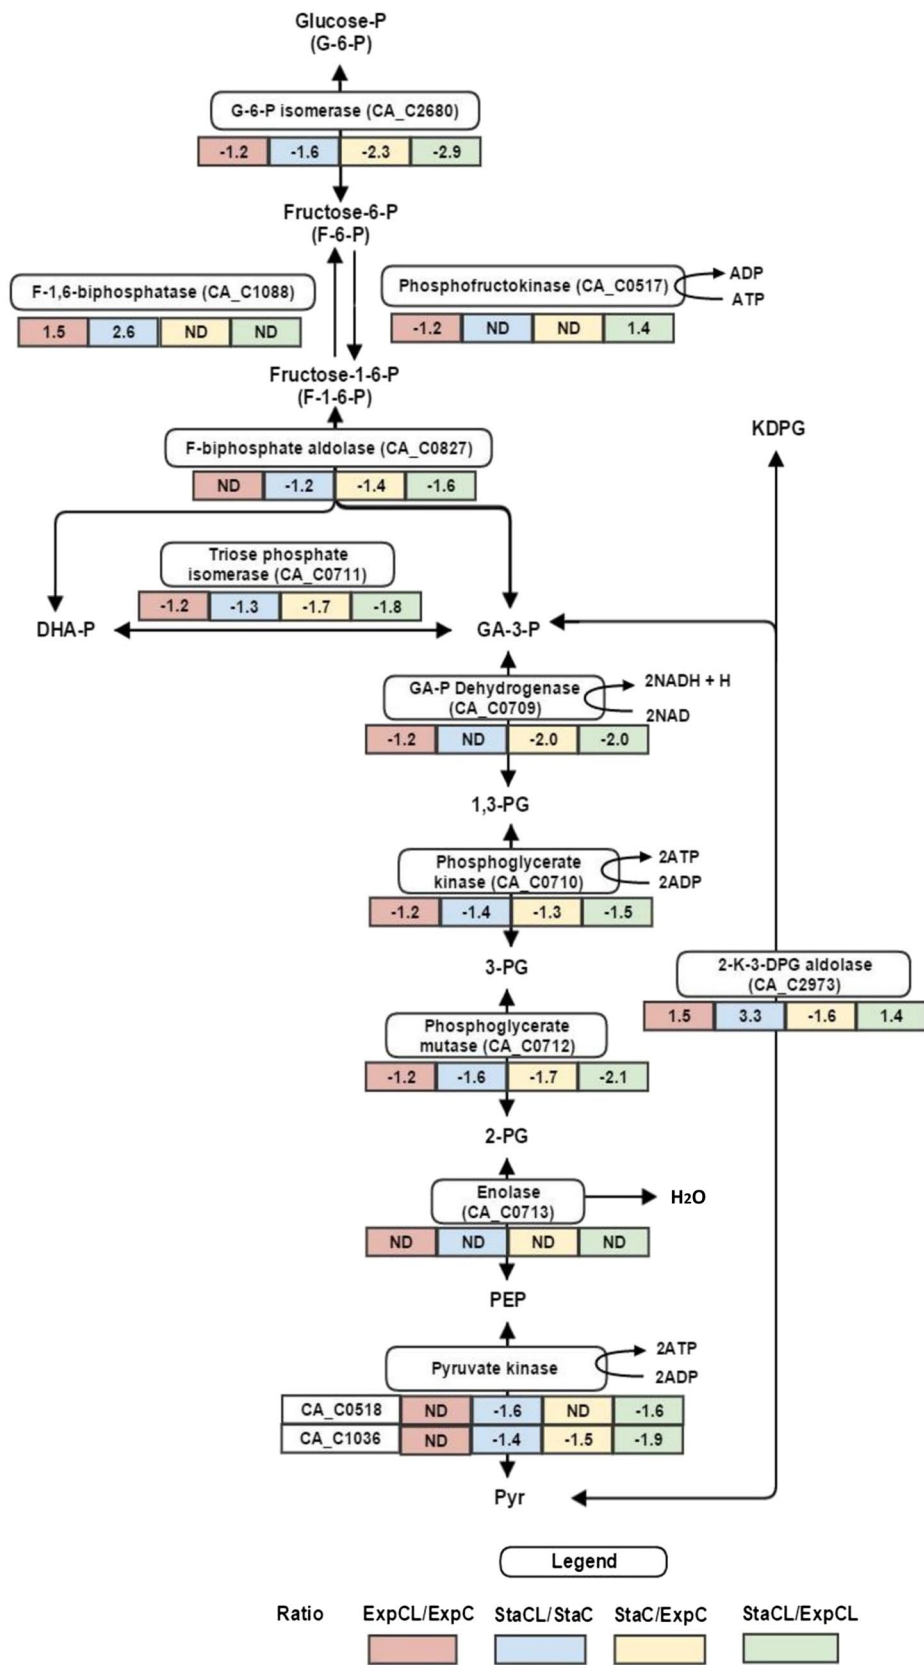 Glucose-P
(G-6-P)
G-6-P isomerase (CA_C2680)
-1.2 -1.6 -2.3 -2.9
Fructose-6-P
(F-6-P)
F-1,6-biphosphatase (CA_C1088)
1.5 2.6 ND ND
Phosphofructokinase (CA_C0517)
ADP
ATP
-1.2 ND ND 1.4
Fructose-1-6-P
(F-1-6-P)
F-biphosphate aldolase (CA_C0827)
ND -1.2 -1.4 -1.6
KDPG
Triose phosphate
isomerase (CA_C0711)
-1.2 -1.3 -1.7 -1.8
DHA-P
GA-3-P
GA-P Dehydrogenase
(CA_C0709)
2NADH + H
2NAD
-1.2 ND -2.0 -2.0
1,3-PG
Phosphoglycerate
kinase (CA_C0710)
2ATP
2ADP
-1.2 -1.4 -1.3 -1.5
3-PG
2-K-3-DPG aldolase
(CA_C2973)
1.5 3.3 -1.6 1.4
Phosphoglycerate
mutase (CA_C0712)
-1.2 -1.6 -1.7 -2.1
2-PG
Enolase
(CA_C0713)
H2O
ND ND ND ND
PEP
Pyruvate kinase
2ATP
2ADP
CA_C0518 ND -1.6 ND -1.6
CA_C1036 ND -1.4 -1.5 -1.9
Pyr
Legend
Ratio ExpCL/ExpC StaCL/StaC StaC/ExpC StaCL/ExpCL